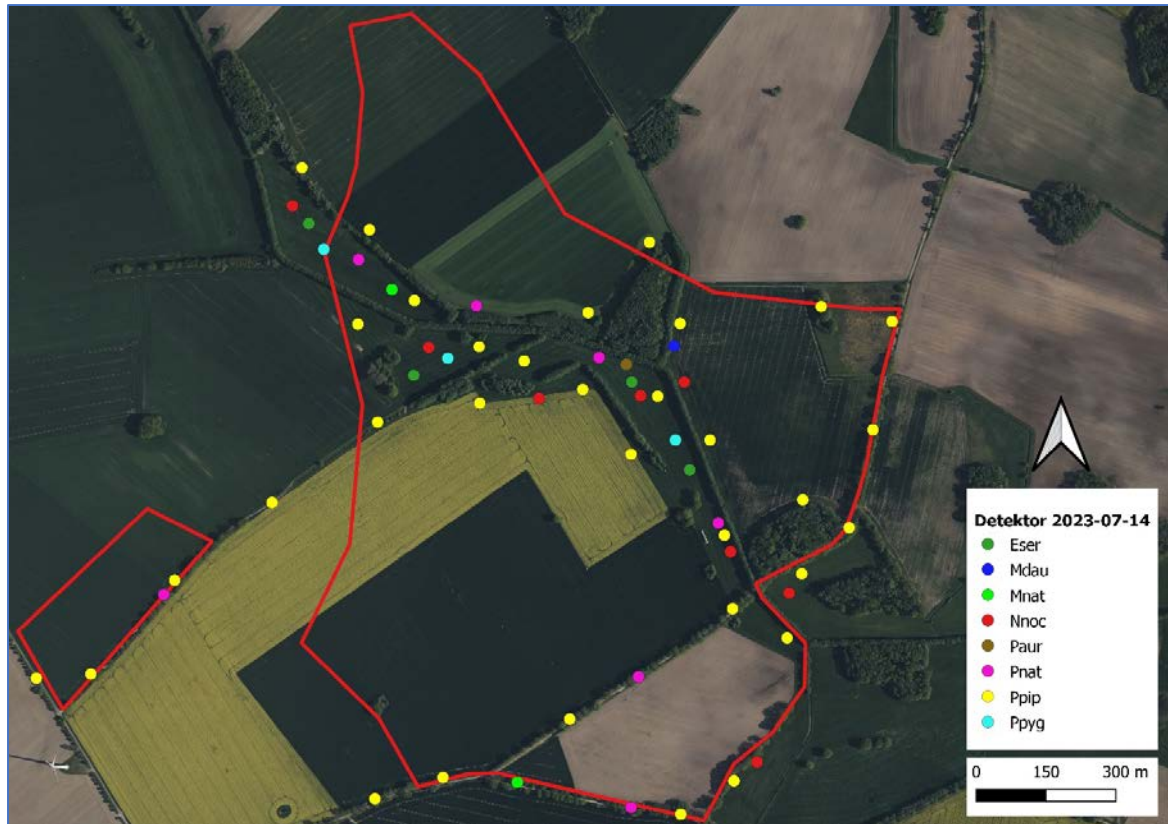 Detektor 2023-07-14
Eser
Mdau
Mnat
Nnoc
Paur
Pnat
Ppip
Ppyg
0 150 300 m